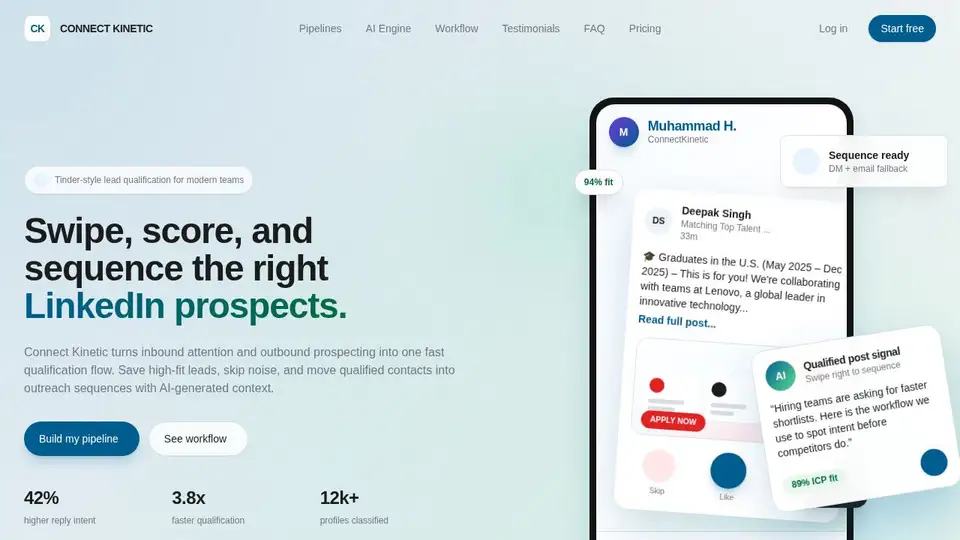 CK CONNECT KINETIC Pipelines AI Engine Workflow Testimonials FAQ Pricing Log in Start free
Tinder-style lead qualification for modern teams
Swipe, score, and
sequence the right
LinkedIn prospects.
Connect Kinetic turns inbound attention and outbound prospecting into one fast
qualification flow. Save high-fit leads, skip noise, and move qualified contacts into
outreach sequences with AI-generated context.
Build my pipeline See workflow
42% 3.8x 12k+
higher reply intent faster qualification profiles classified
M Muhammad H.
ConnectKinetic
Sequence ready
DM + email fallback
94% fit
DS Deepak Singh
Matching Top Talent ...
33m
🎓 Graduates in the U.S. (May 2025 – Dec
2025) – This is for you! We're collaborating
with teams at Lenovo, a global leader in
innovative technology...
Read full post...
APPLY NOW
Skip Like
AI Qualified post signal
Swipe right to sequence
"Hiring teams are asking for faster
shortlists. Here is the workflow we
use to spot intent before
competitors do."
89% ICP fit